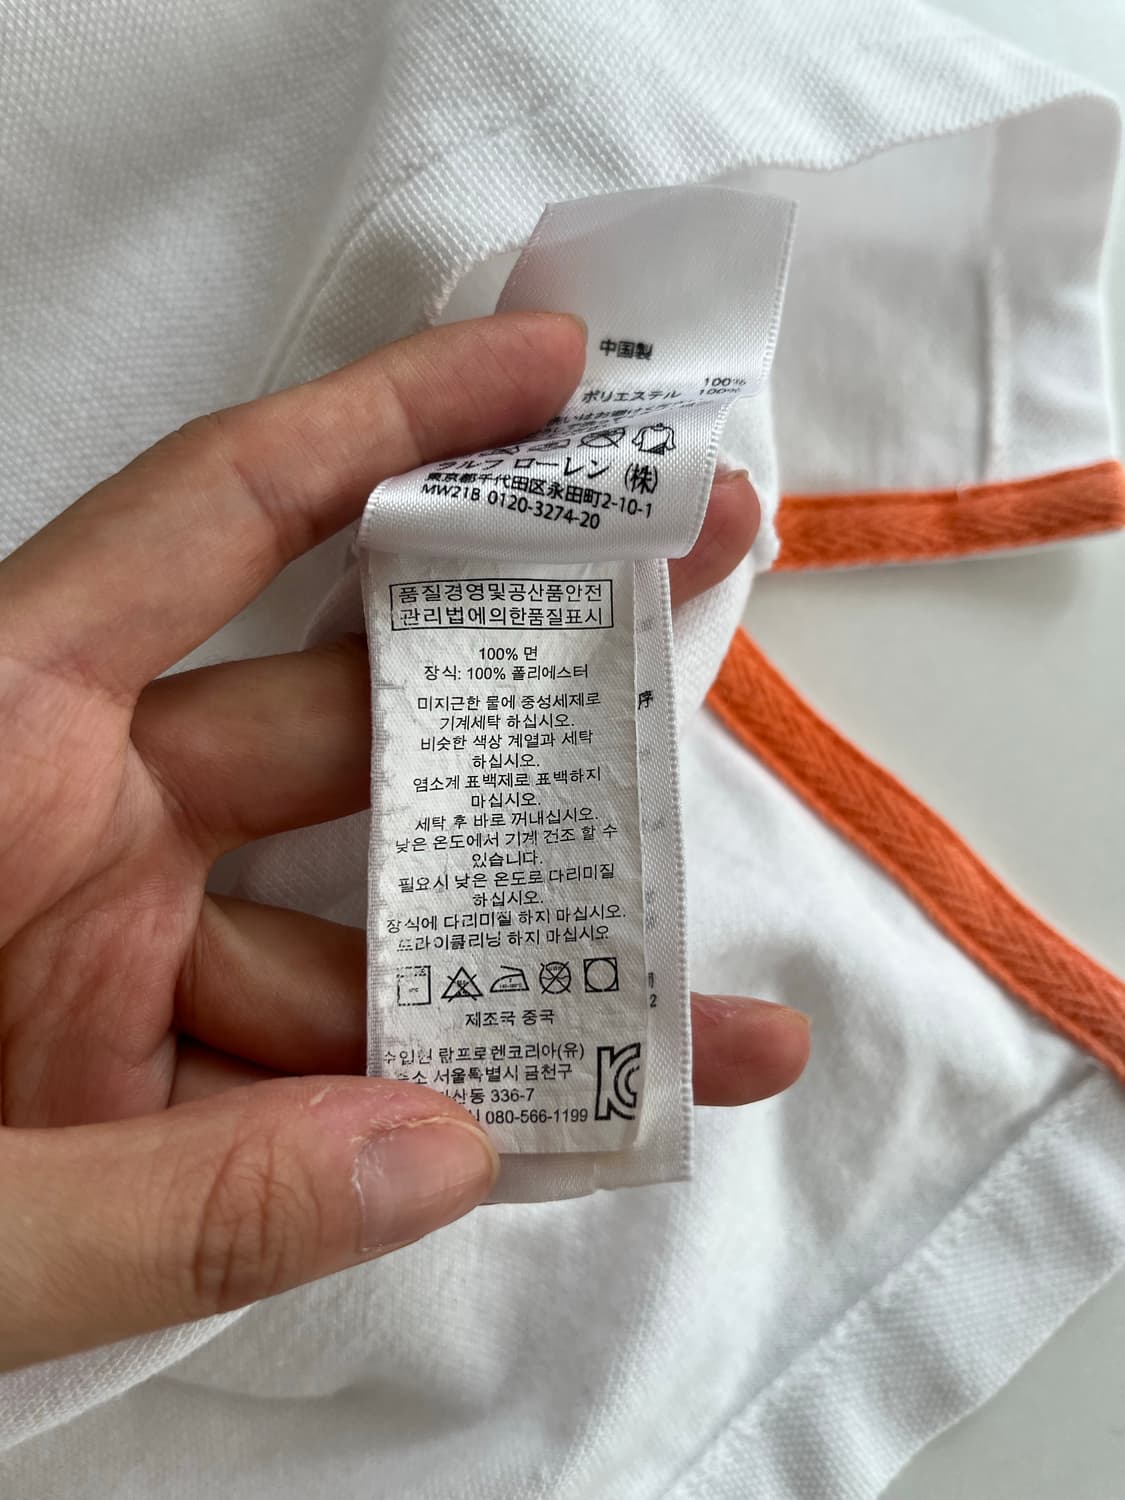 中国製
100%
ポリエステル 100%
ラルフ ローレン (株)
東京都千代田区永田町2-10-1
MW21B 0120-3274-20
품질경영및공산품안전
관리법에의한품질표시
100% 면
장식: 100% 폴리에스터
미지근한 물에 중성세제로
기계세탁 하십시오.
비슷한 색상 계열과 세탁
하십시오.
염소계 표백제로 표백하지
마십시오.
세탁 후 바로 꺼내십시오.
낮은 온도에서 기계 건조 할 수
있습니다.
필요시 낮은 온도로 다리미질
하십시오.
장식에 다리미질 하지 마십시오.
드라이클리닝 하지 마십시오
제조국 중국
랄프로렌코리아(유)
서울특별시 금천구
336-7
080-566-1199
序
2